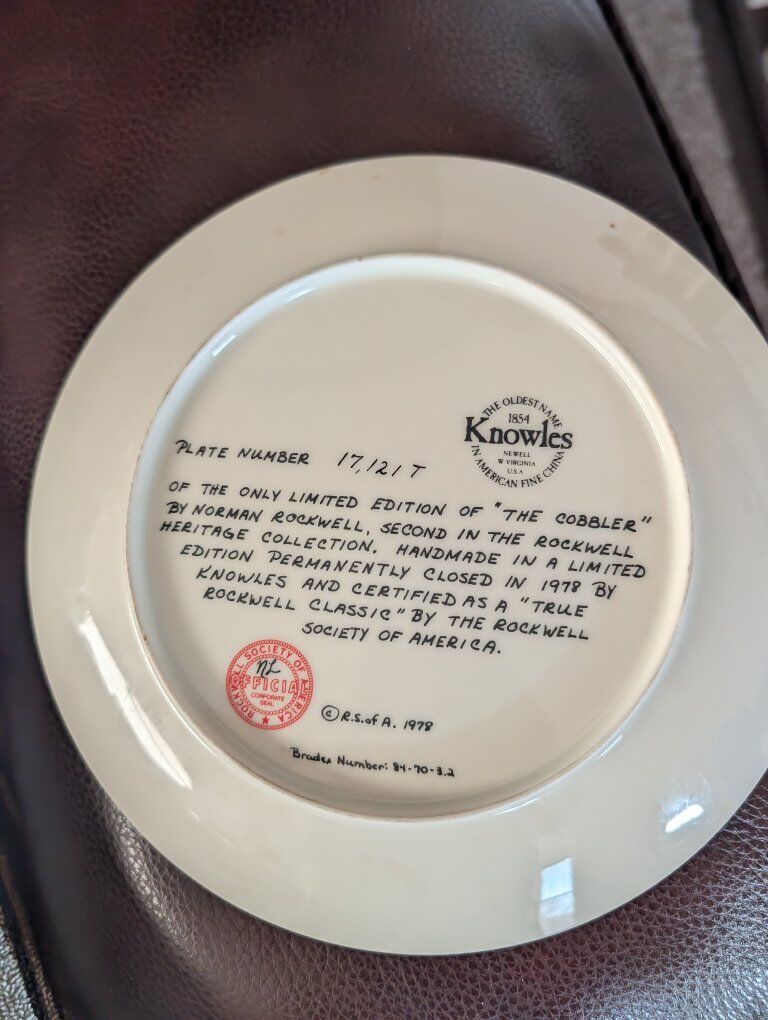 THE OLDEST NAME
1854
Knowles
NEWELL
W VIRGINIA
U.S.A.
IN AMERICAN FINE CHINA
PLATE NUMBER 17,121 T
OF THE ONLY LIMITED EDITION OF "THE COBBLER"
BY NORMAN ROCKWELL, SECOND IN THE ROCKWELL
HERITAGE COLLECTION. HANDMADE IN A LIMITED
EDITION PERMANENTLY CLOSED IN 1978 BY
KNOWLES AND CERTIFIED AS A "TRUE
ROCKWELL CLASSIC" BY THE ROCKWELL
SOCIETY OF AMERICA.
ROCKWELL SOCIETY OF AMERICA
NL
OFFICIAL
CORPORATE
SEAL
© R.S.of A. 1978
Bradex Number: 84-70-3.2